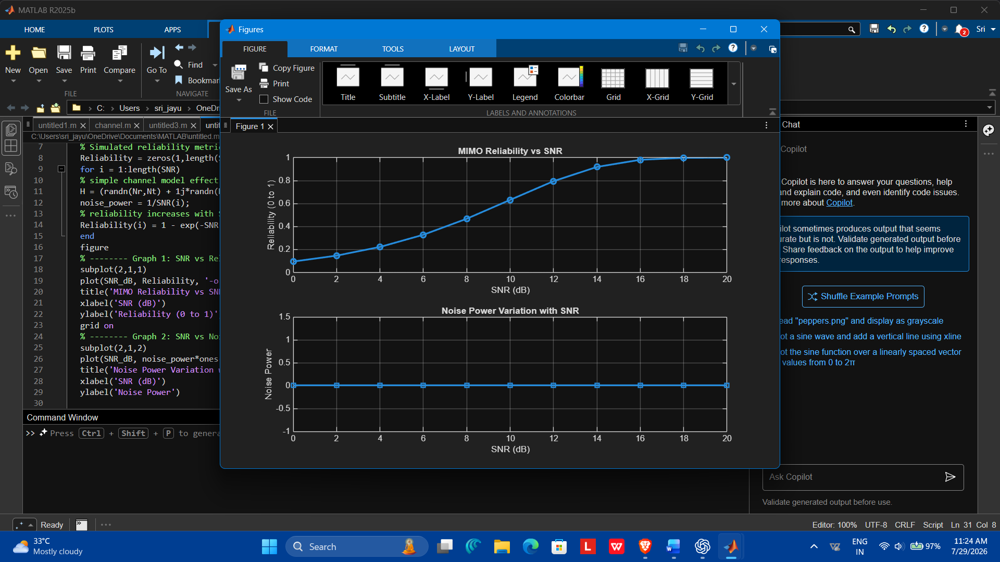 MATLAB R2025b
HOME PLOTS APPS
Sri
2
New Open Save Print Compare Go To Find
FILE
NAVIGATE
C: Users sri_jayu
untitled1.m channel.m untitled3.m
C:\Users\sri_jayu\OneDrive\Documents\MATLAB\untitled.m
7 % Simulated reliability
8 Reliability = zeros(1,length(
9 for i = 1:length(SNR)
10 % simple channel model effect
11 H = (randn(Nr,Nt) + 1j*randn(
12 noise_power = 1/SNR(i);
13 % reliability increases with
14 Reliability(i) = 1 - exp(-SNR
15 end
16 figure
17 % -------- Graph 1: SNR vs
18 subplot(2,1,1)
19 plot(SNR_dB, Reliability, '-o
20 title('MIMO Reliability vs
21 xlabel('SNR (dB)')
22 ylabel('Reliability (0 to 1)'
23 grid on
24 % -------- Graph 2: SNR vs
25 subplot(2,1,2)
26 plot(SNR_dB, noise_power*ones
27 title('Noise Power Variation
28 xlabel('SNR (dB)')
29 ylabel('Noise Power')
30
Command Window
>> Press Ctrl + Shift + P to
Figures
FIGURE FORMAT TOOLS LAYOUT
Save As
Copy Figure
Print
Show Code
FILE
Title Subtitle X-Label Y-Label Legend Colorbar Grid X-Grid Y-Grid
LABELS AND ANNOTATIONS
Figure 1
MIMO Reliability vs SNR
Reliability (0 to 1)
1
0.8
0.6
0.4
0.2
0
0 2 4 6 8 10 12 14 16 18 20
SNR (dB)
Noise Power Variation with SNR
Noise Power
1.5
1
0.5
0
-0.5
-1
0 2 4 6 8 10 12 14 16 18 20
SNR (dB)
Chat
Copilot
Copilot is here to answer your questions, help
and explain code, and even identify code issues.
more about Copilot.
sometimes produces output that seems
but is not. Validate generated output before
Share feedback on the output to help improve
responses.
Shuffle Example Prompts
"peppers.png" and display as grayscale
a sine wave and add a vertical line using xline
the sine function over a linearly spaced vector
values from 0 to 2π
Ask Copilot
Validate generated output before use.
Ready
Editor: 100% UTF-8 CRLF Script Ln 31 Col 8
33°C
Mostly cloudy
Search
ENG
IN
97%
11:24 AM
7/29/2026